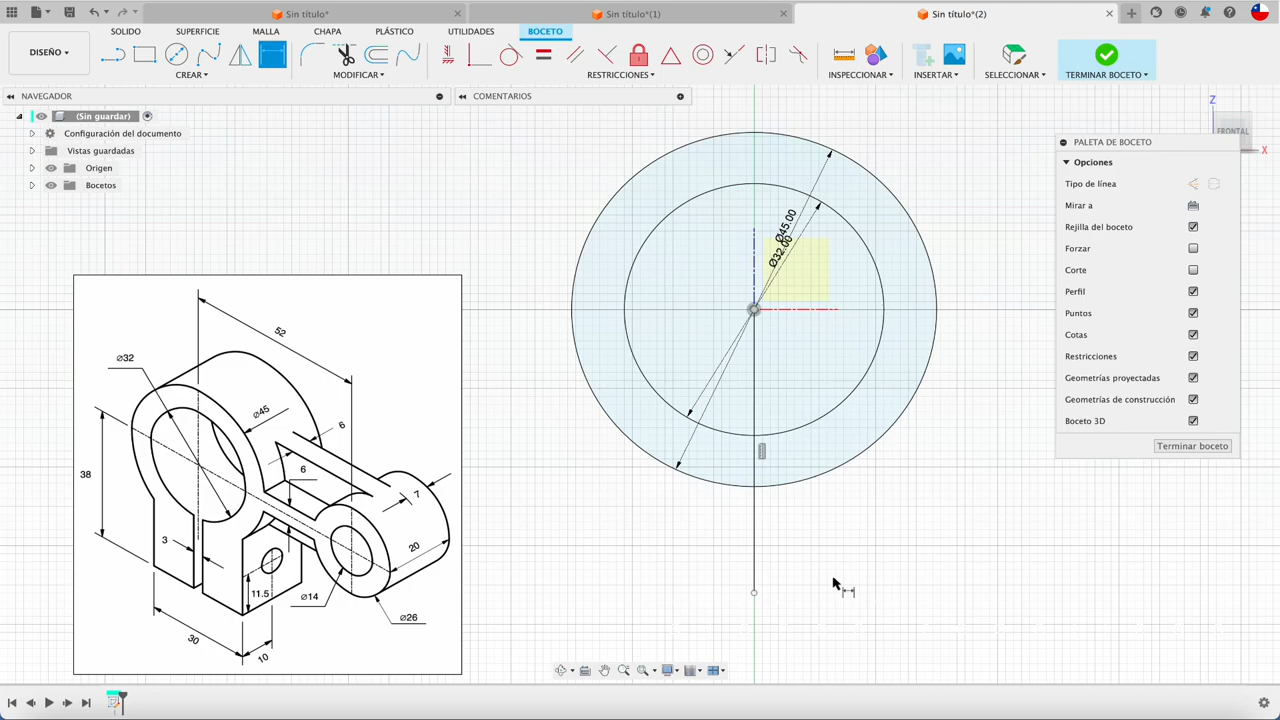 Sin título*
Sin título*(1)
Sin título*(2)
DISEÑO
SÓLIDO
SUPERFICIE
MALLA
CHAPA
PLÁSTICO
UTILIDADES
BOCETO
CREAR
MODIFICAR
RESTRICCIONES
INSPECCIONAR
INSERTAR
SELECCIONAR
TERMINAR BOCETO
NAVEGADOR
COMENTARIOS
(Sin guardar)
Configuración del documento
Vistas guardadas
Origen
Bocetos
Z
FRONTAL
X
PALETA DE BOCETO
Opciones
Tipo de línea
Mirar a
Rejilla del boceto
Forzar
Corte
Perfil
Puntos
Cotas
Restricciones
Geometrías proyectadas
Geometrías de construcción
Boceto 3D
Terminar boceto
Ø45.00
Ø32.00
52
Ø32
Ø45
6
6
38
7
3
20
11.5
Ø14
Ø26
30
10